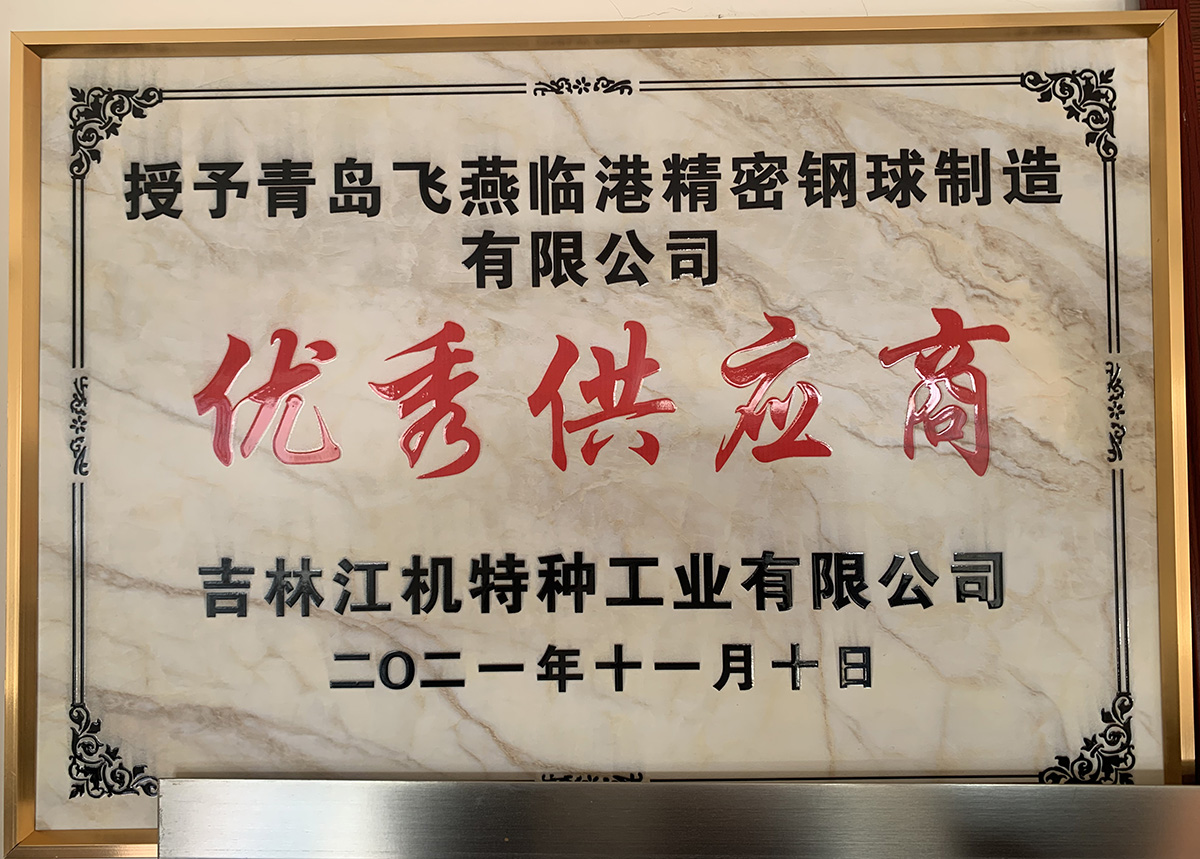 授予青岛飞燕临港精密钢球制造
有限公司
优秀供应商
吉林江机特种工业有限公司
二O二一年十一月十日